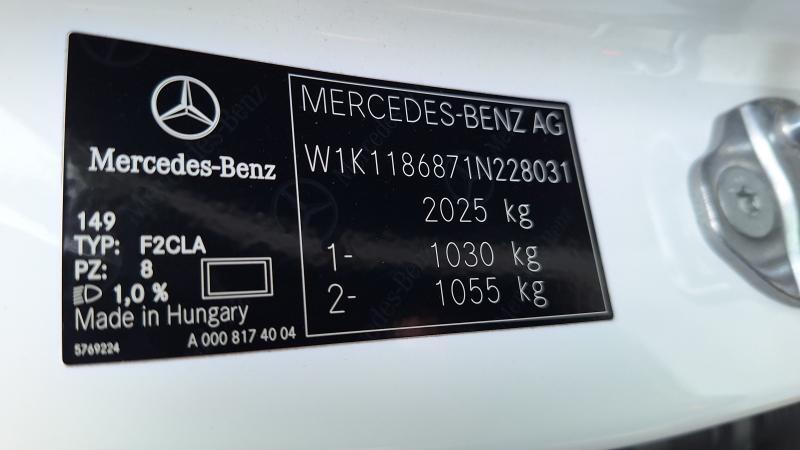 Mercedes-Benz
149
TYP: F2CLA
PZ: 8
1,0 %
Made in Hungary
5769224
A 000 817 40 04
MERCEDES-BENZ AG
W1K1186871N228031
2025 kg
1- 1030 kg
2- 1055 kg